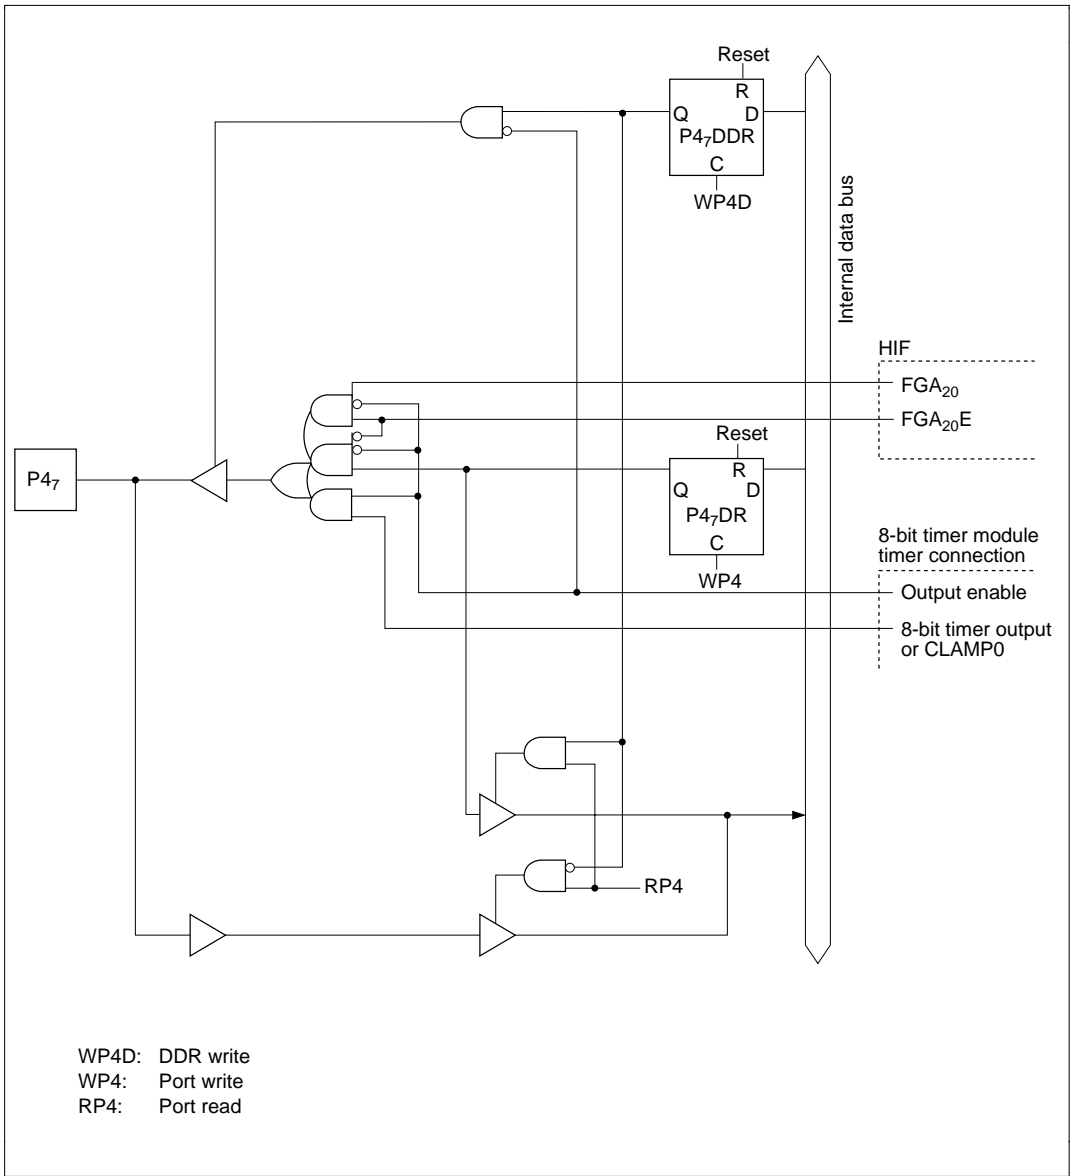 Reset
R
Q D
P4₇DDR
C
WP4D
Internal data bus
HIF
FGA₂₀
FGA₂₀E
Reset
P4₇
R
Q D
P4₇DR
C
WP4
8-bit timer module
timer connection
Output enable
8-bit timer output
or CLAMP0
RP4
WP4D: DDR write
WP4: Port write
RP4: Port read